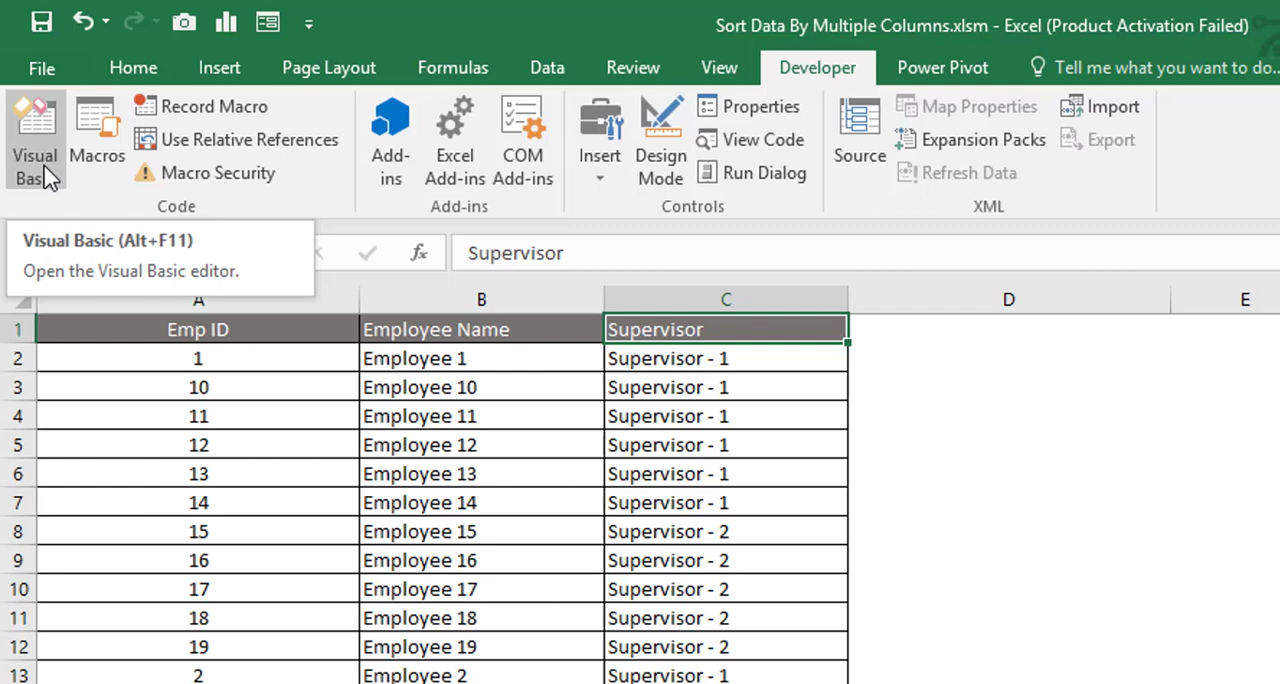 Sort Data By Multiple Columns.xlsm - Excel (Product Activation Failed)
File Home Insert Page Layout Formulas Data Review View Developer Power Pivot Tell me what you want to do...
Visual Basic
Macros
Record Macro
Use Relative References
Macro Security
Code
Add-ins
Excel Add-ins
COM Add-ins
Add-ins
Insert
Design Mode
Properties
View Code
Run Dialog
Controls
Source
Map Properties
Expansion Packs
Refresh Data
Import
Export
XML
Visual Basic (Alt+F11)
Open the Visual Basic editor.
fx Supervisor
A B C D E
1 Emp ID Employee Name Supervisor
2 1 Employee 1 Supervisor - 1
3 10 Employee 10 Supervisor - 1
4 11 Employee 11 Supervisor - 1
5 12 Employee 12 Supervisor - 1
6 13 Employee 13 Supervisor - 1
7 14 Employee 14 Supervisor - 1
8 15 Employee 15 Supervisor - 2
9 16 Employee 16 Supervisor - 2
10 17 Employee 17 Supervisor - 2
11 18 Employee 18 Supervisor - 2
12 19 Employee 19 Supervisor - 2
13 2 Employee 2 Supervisor - 1